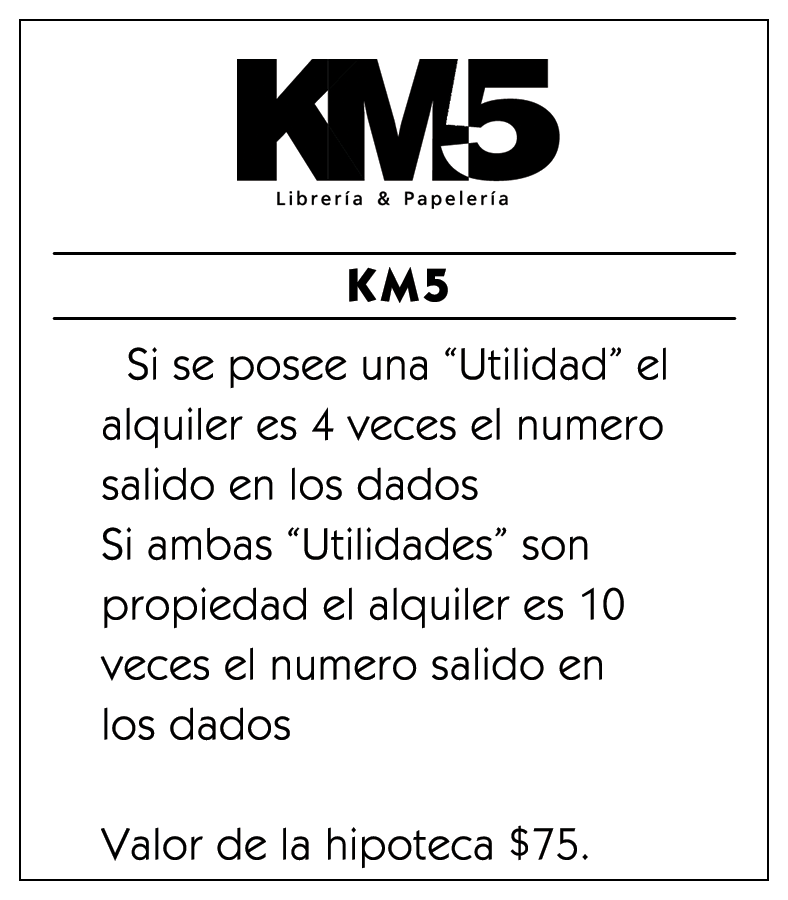 KM5
Librería & Papelería
KM5
Si se posee una “Utilidad” el
alquiler es 4 veces el numero
salido en los dados
Si ambas “Utilidades” son
propiedad el alquiler es 10
veces el numero salido en
los dados
Valor de la hipoteca $75.